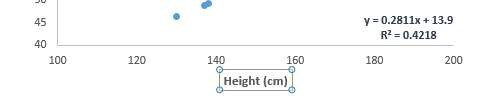 45
y = 0.2811x + 13.9
R² = 0.4218
40
100 120 140 160 180 200
Height (cm)